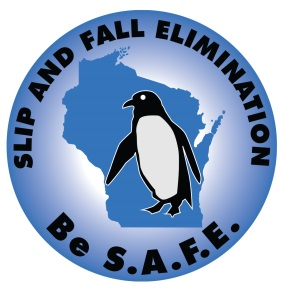 SLIP AND FALL ELIMINATION
Be S.A.F.E.